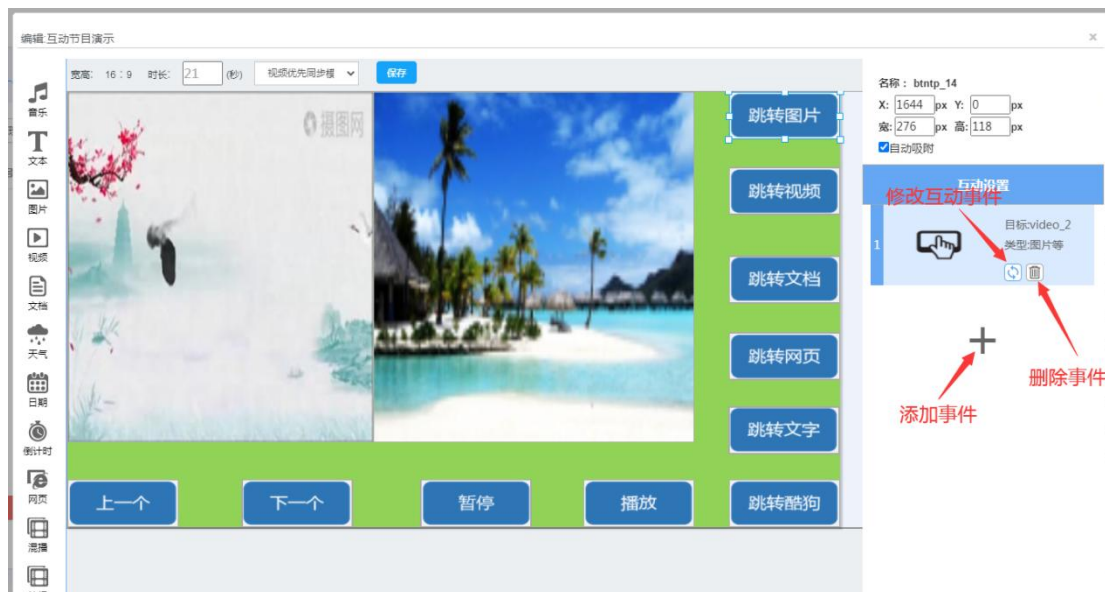 编辑:互动节目演示
×
宽高: 16:9 时长: 21 (秒) 视频优先同步模 保存
音乐
文本
图片
视频
文档
天气
日期
倒计时
网页
混播
摄图网
跳转图片
跳转视频
跳转文档
跳转网页
跳转文字
上一个 下一个 暂停 播放 跳转酷狗
名称: btntp_14
X: 1644 px Y: 0 px
宽: 276 px 高: 118 px
自动吸附
互动设置
修改互动事件
1
目标:video_2
类型:图片等
删除事件
添加事件